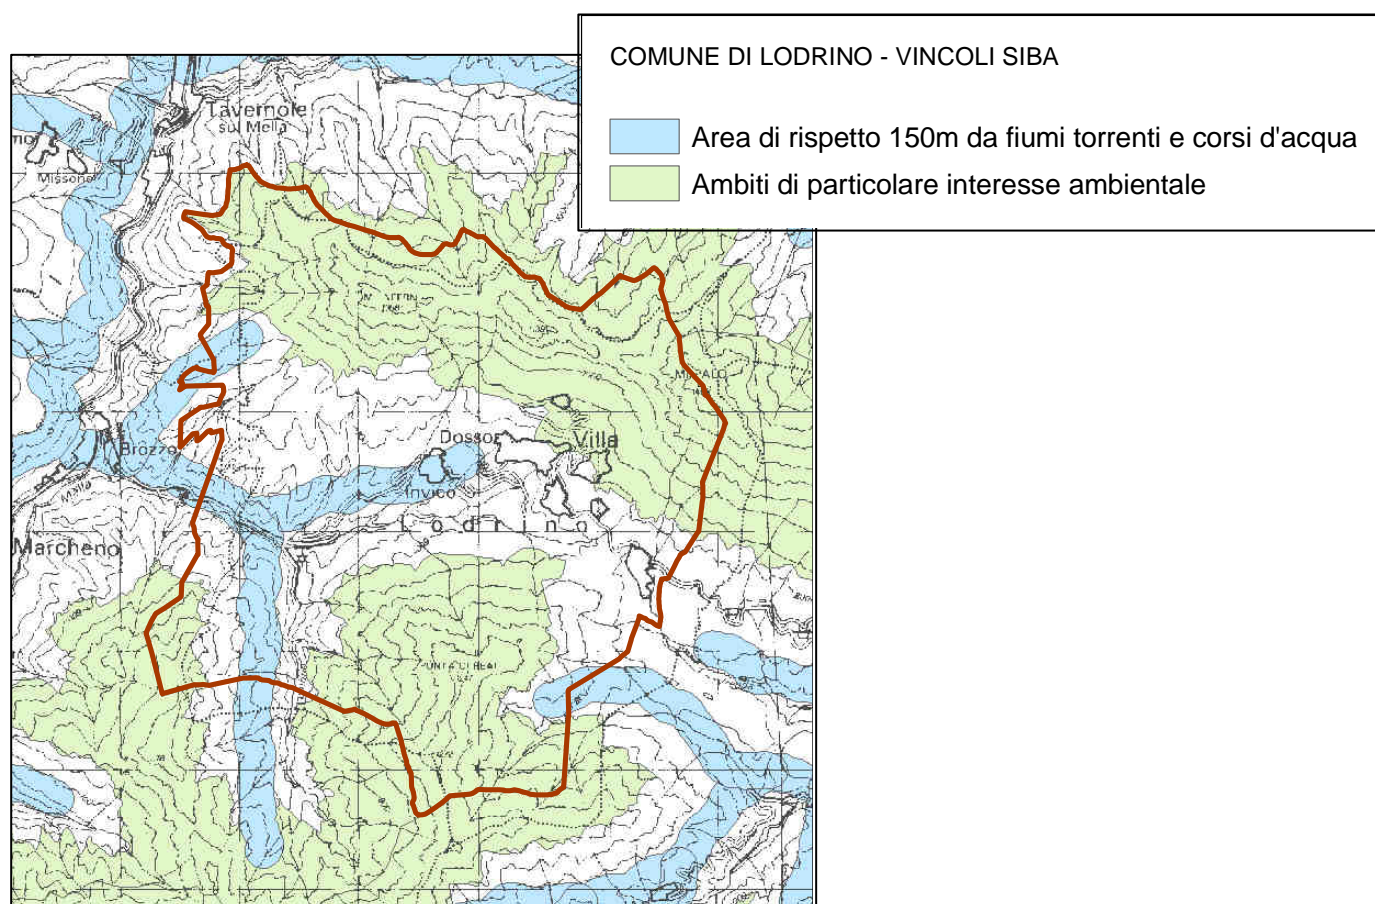 COMUNE DI LODRINO - VINCOLI SIBA
Area di rispetto 150m da fiumi torrenti e corsi d'acqua
Ambiti di particolare interesse ambientale
Tavernole
sul Mella
Missone
Brozzo
Mella
Marcheno
Dosso
Villa
Invico
Lodrino